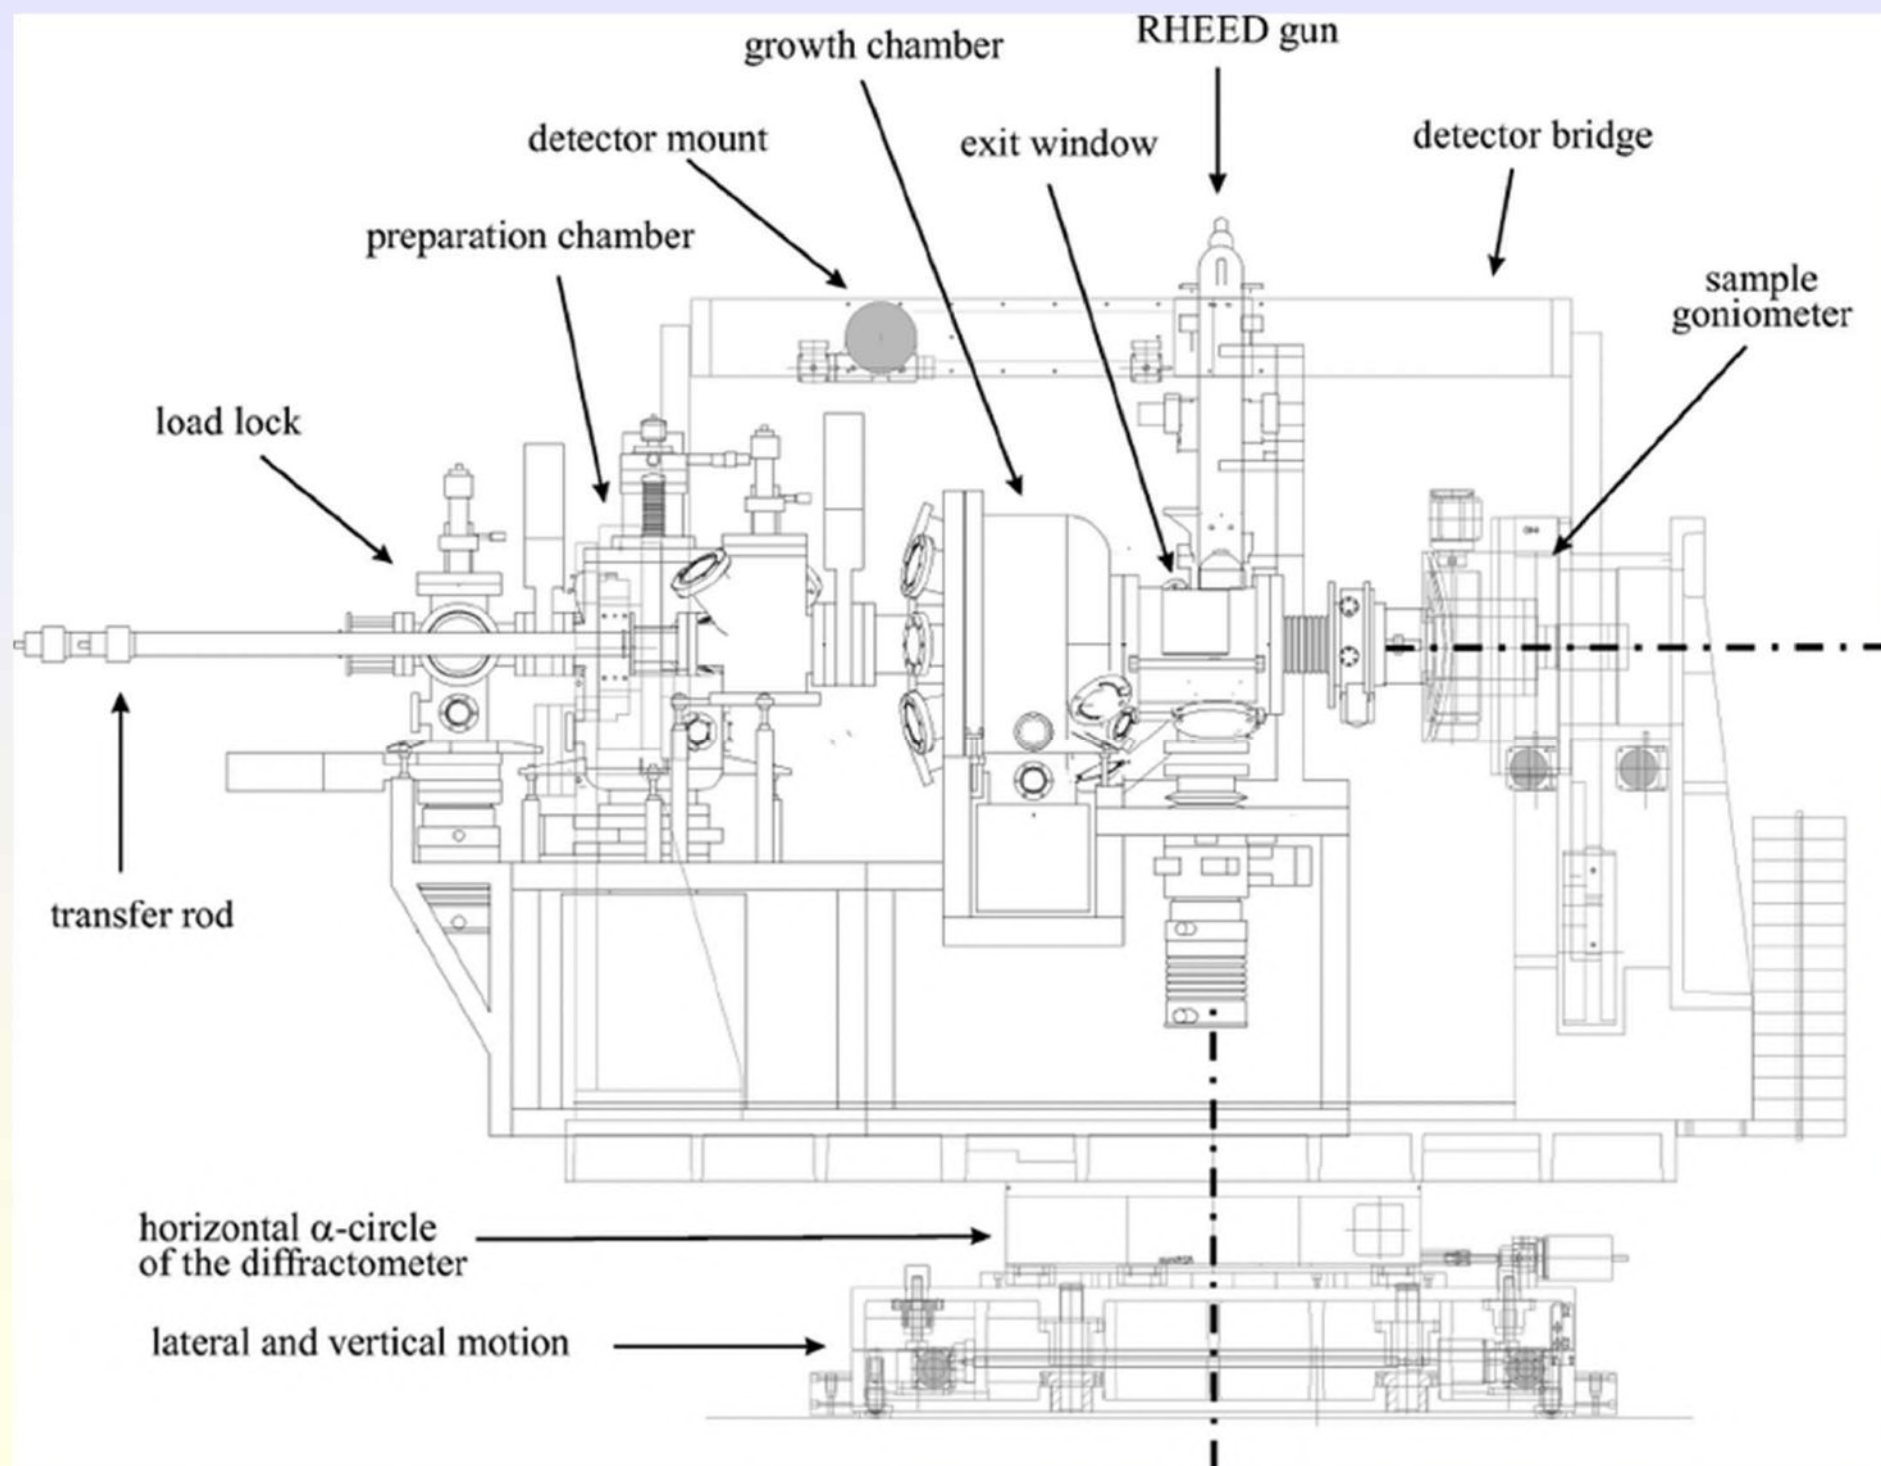 RHEED gun
growth chamber
detector mount
exit window
detector bridge
preparation chamber
sample
goniometer
load lock
transfer rod
horizontal α-circle
of the diffractometer
lateral and vertical motion